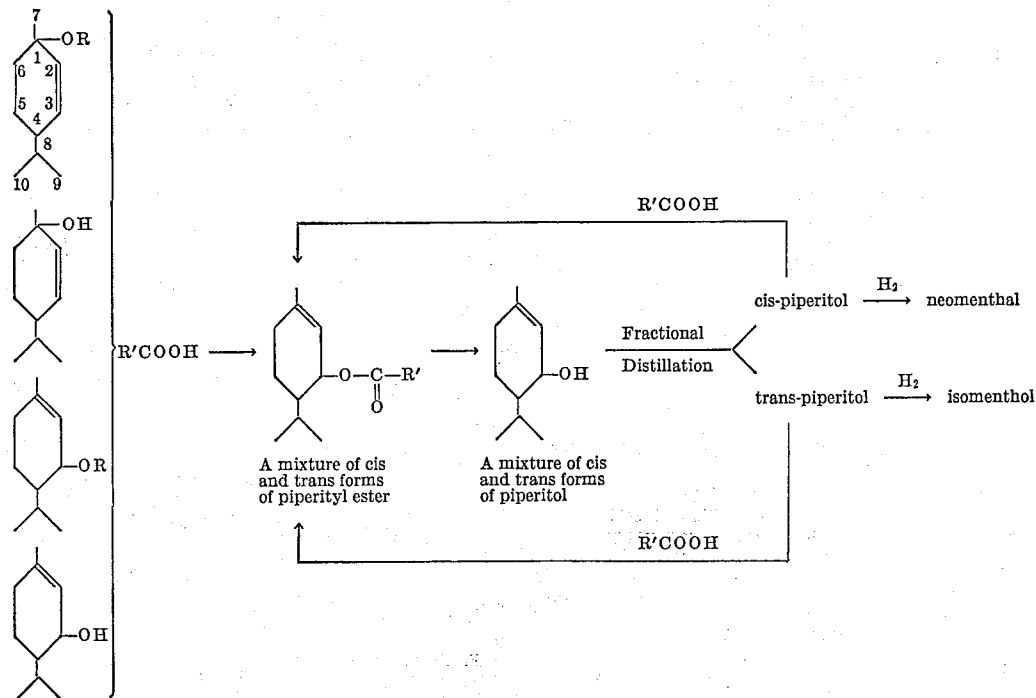 7
OR
1
6
2
5
3
4
8
10
9
OH
R'COOH
OR
OH
R'COOH
O—C—R'
O
A mixture of cis
and trans forms
of piperityl ester
OH
A mixture of cis
and trans forms
of piperitol
Fractional
Distillation
cis-piperitol
H₂
neomenthal
trans-piperitol
H₂
isomenthol
R'COOH